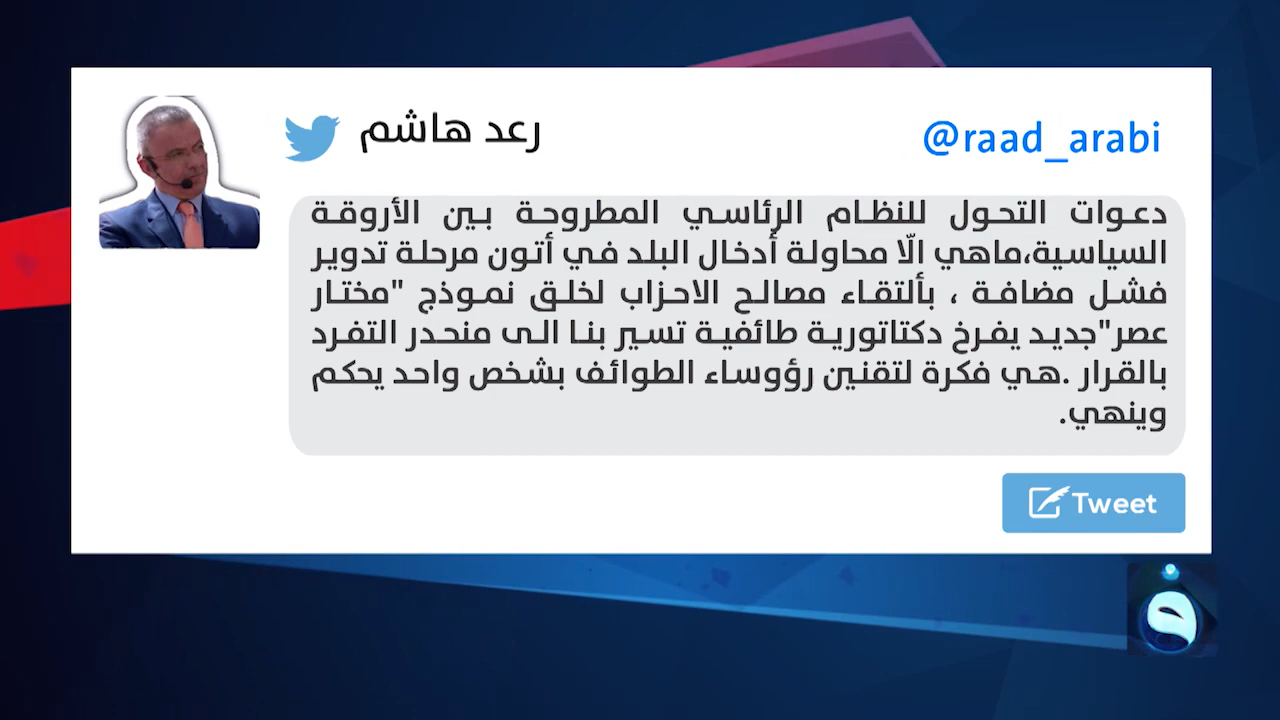 رعد هاشم
@raad_arabi
دعوات التحول للنظام الرئاسي المطروحة بين الأروقة
السياسية،ماهي الّا محاولة أدخال البلد في أتون مرحلة تدوير
فشل مضافة ، بألتقاء مصالح الاحزاب لخلق نموذج "مختار
عصر"جديد يفرخ دكتاتورية طائفية تسير بنا الى منحدر التفرد
بالقرار .هي فكرة لتقنين رؤوساء الطوائف بشخص واحد يحكم
وينهي.
Tweet